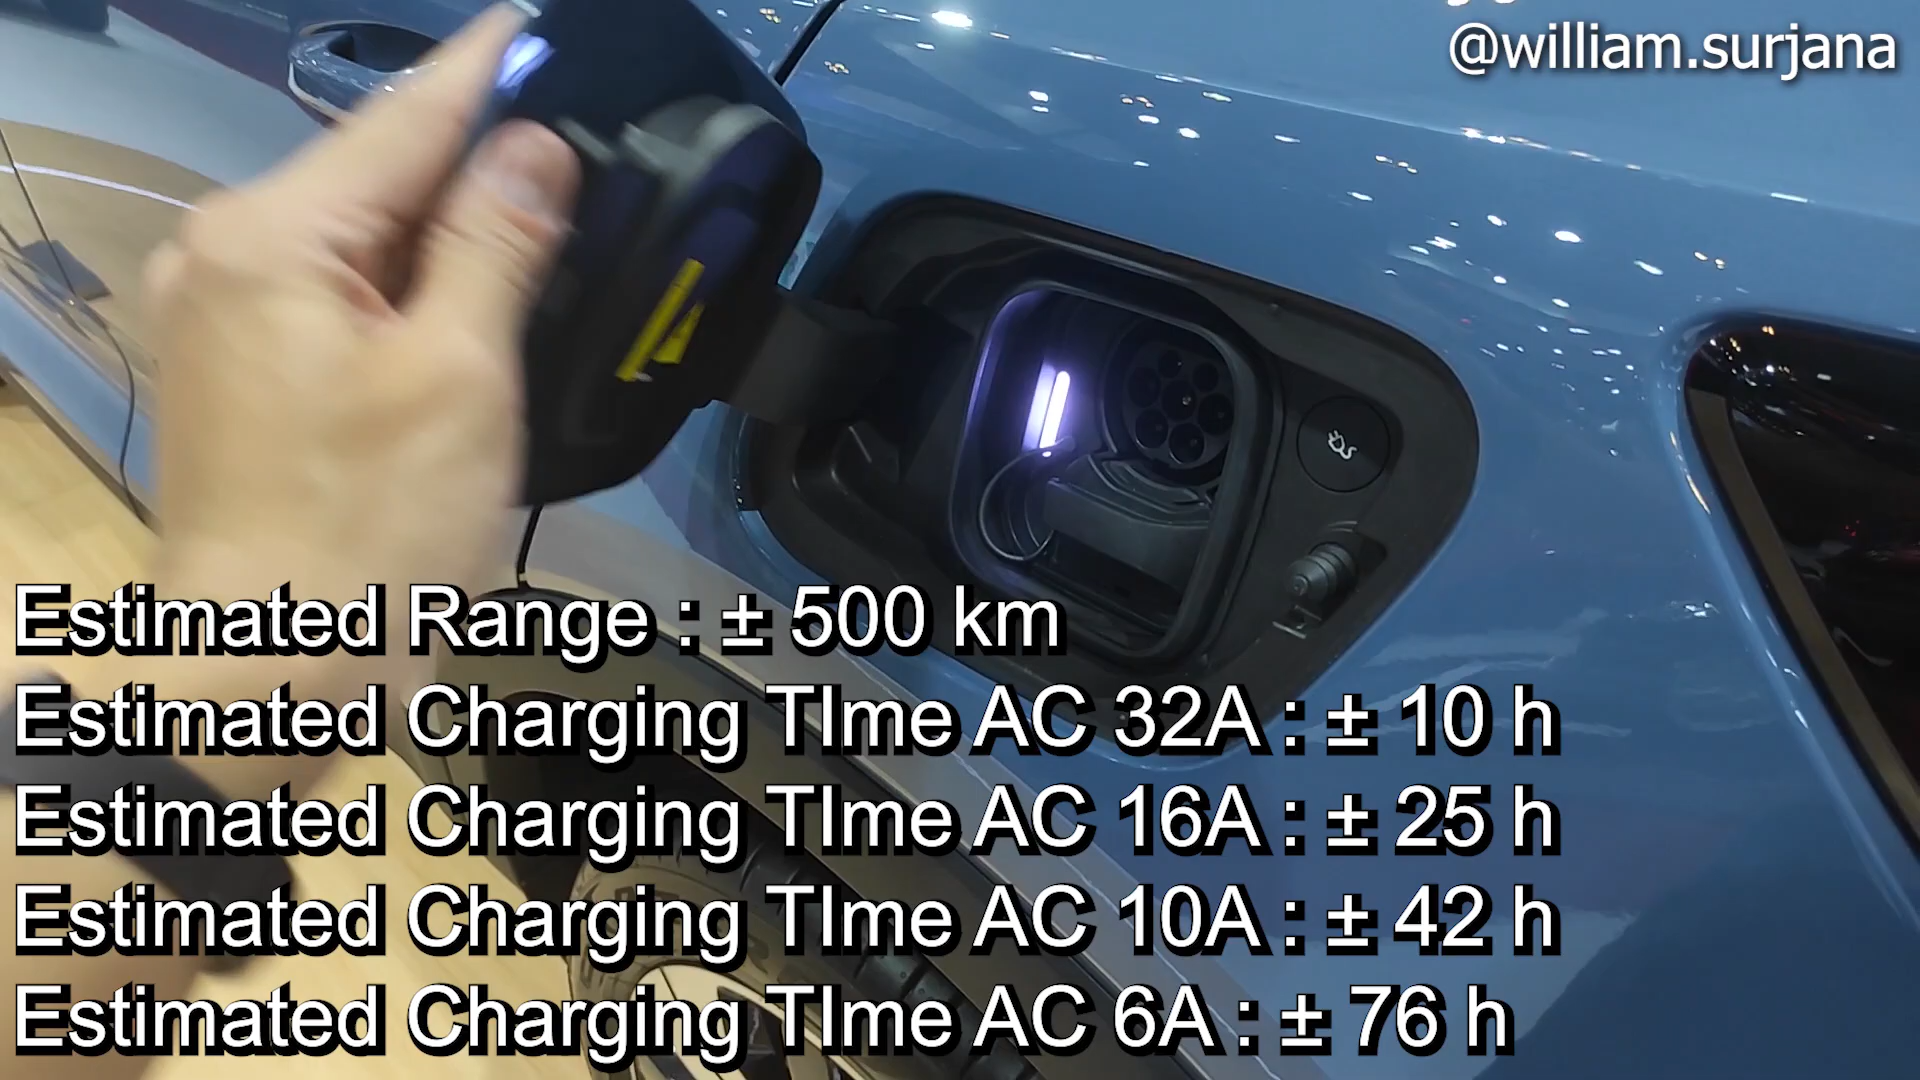 @william.surjana
Estimated Range : ± 500 km
Estimated Charging TIme AC 32A : ± 10 h
Estimated Charging TIme AC 16A : ± 25 h
Estimated Charging TIme AC 10A : ± 42 h
Estimated Charging TIme AC 6A : ± 76 h